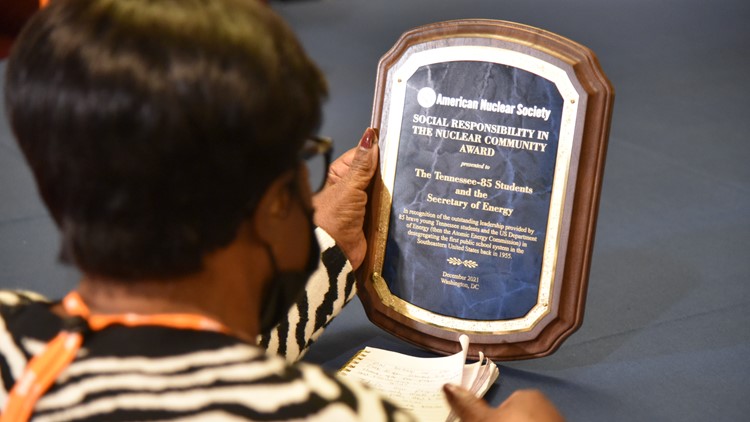 American Nuclear Society
SOCIAL RESPONSIBILITY IN
THE NUCLEAR COMMUNITY
AWARD
presented to
The Tennessee-85 Students
and the
Secretary of Energy
In recognition of the outstanding leadership provided by
85 brave young Tennessee students and the US Department
of Energy (then the Atomic Energy Commission) in
desegregating the first public school system in the
Southeastern United States back in 1955.
December 2021
Washington, DC